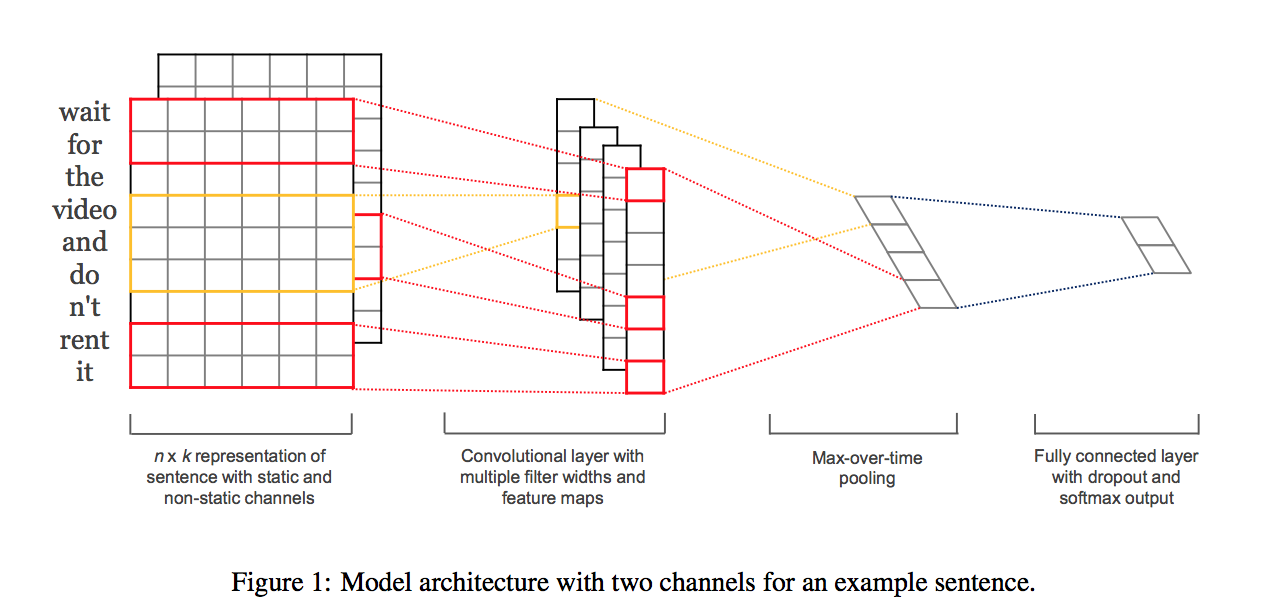 wait
for
the
video
and
do
n't
rent
it
n x k representation of
sentence with static and
non-static channels
Convolutional layer with
multiple filter widths and
feature maps
Max-over-time
pooling
Fully connected layer
with dropout and
softmax output
Figure 1: Model architecture with two channels for an example sentence.